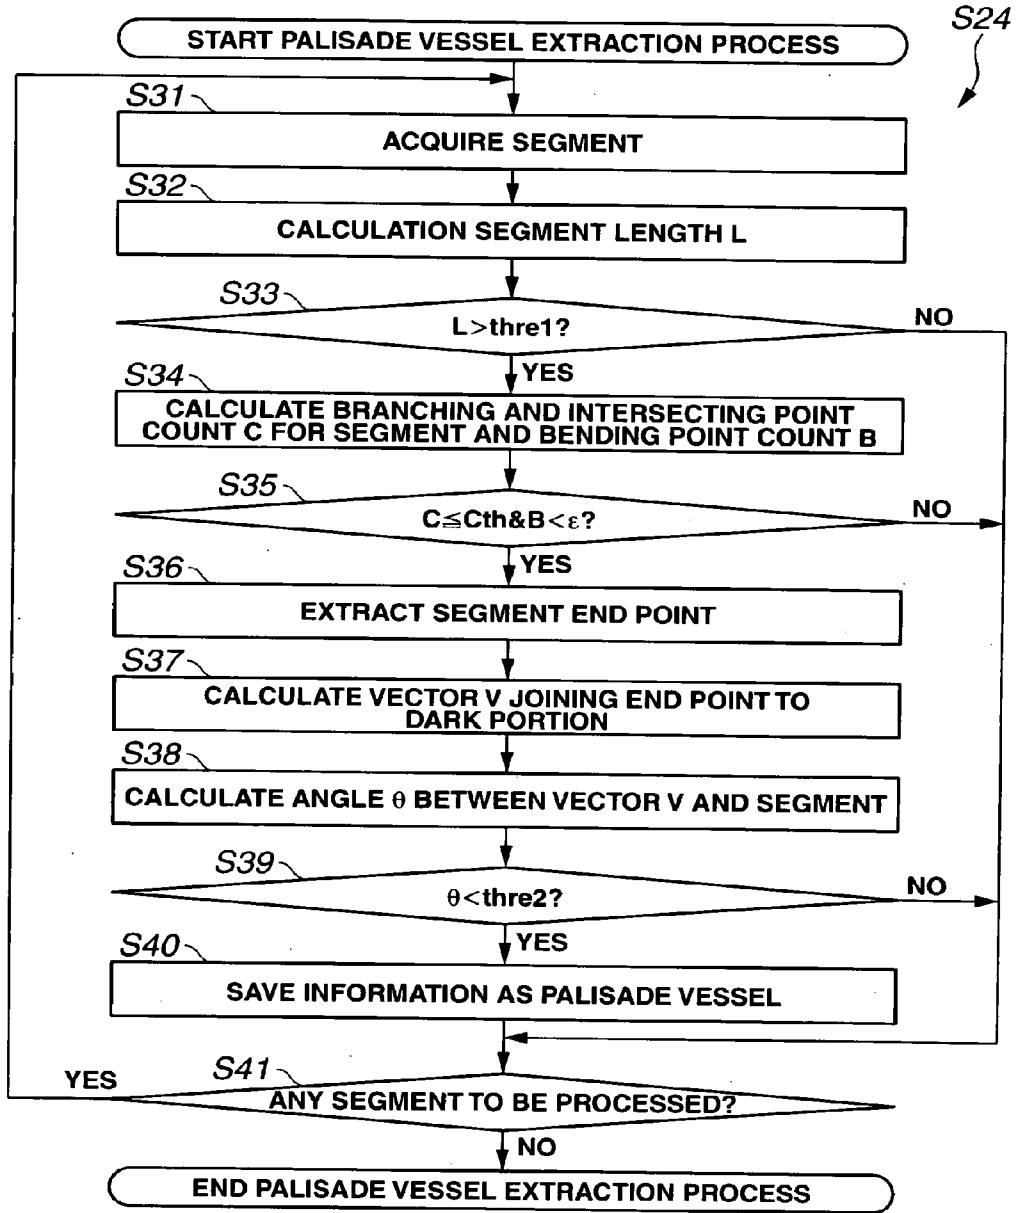 S24
START PALISADE VESSEL EXTRACTION PROCESS
S31
ACQUIRE SEGMENT
S32
CALCULATION SEGMENT LENGTH L
S33
L>thre1?
NO
YES
S34
CALCULATE BRANCHING AND INTERSECTING POINT
COUNT C FOR SEGMENT AND BENDING POINT COUNT B
S35
C≦Cth&B<ε?
NO
YES
S36
EXTRACT SEGMENT END POINT
S37
CALCULATE VECTOR V JOINING END POINT TO
DARK PORTION
S38
CALCULATE ANGLE θ BETWEEN VECTOR V AND SEGMENT
S39
θ<thre2?
NO
YES
S40
SAVE INFORMATION AS PALISADE VESSEL
S41
YES
ANY SEGMENT TO BE PROCESSED?
NO
END PALISADE VESSEL EXTRACTION PROCESS